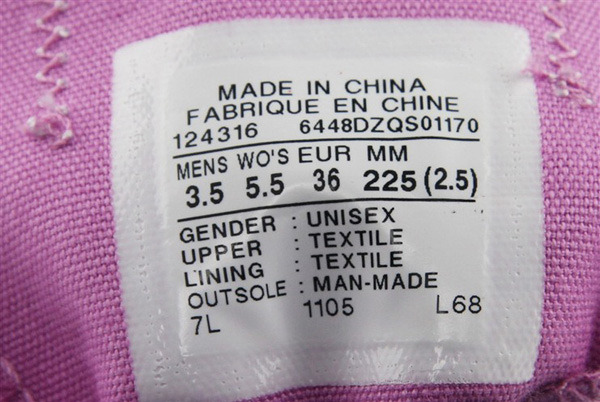 MADE IN CHINA
FABRIQUE EN CHINE
124316 6448DZQS01170
MENS WO'S EUR MM
3.5 5.5 36 225 (2.5)
GENDER : UNISEX
UPPER : TEXTILE
LINING : TEXTILE
OUTSOLE : MAN-MADE
7L 1105 L68